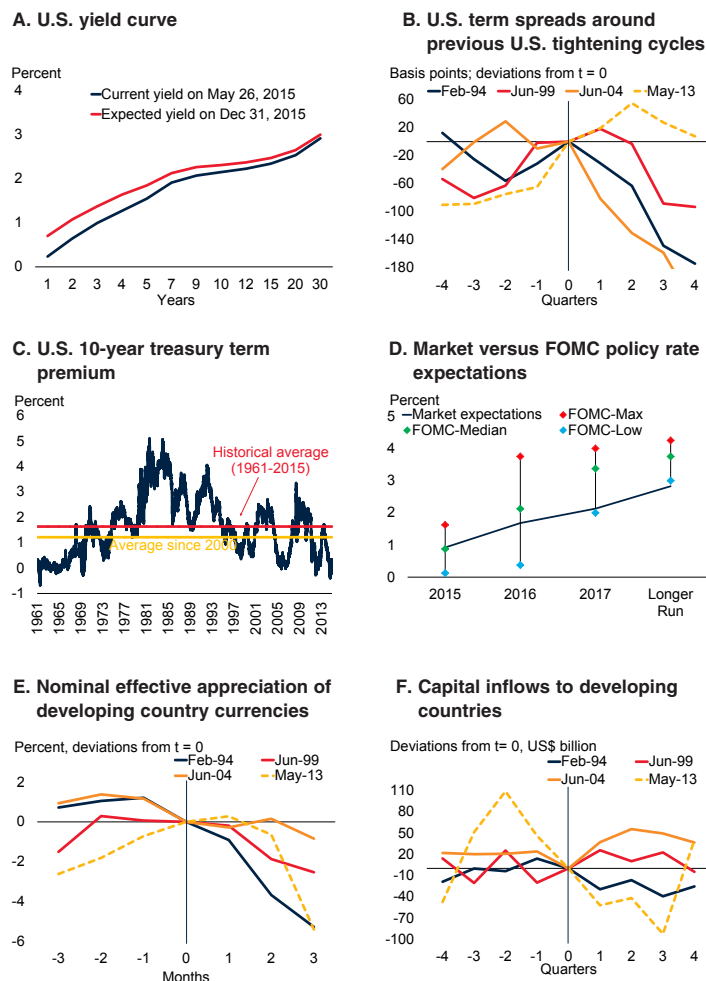 A. U.S. yield curve
Percent
4
Current yield on May 26, 2015
Expected yield on Dec 31, 2015
3
2
1
0
1 2 3 4 5 7 9 10 12 15 20 30
Years
B. U.S. term spreads around
previous U.S. tightening cycles
Basis points; deviations from t = 0
Feb-94 Jun-99 Jun-04 May-13
60
20
-20
-60
-100
-140
-180
-4 -3 -2 -1 0 1 2 3 4
Quarters
C. U.S. 10-year treasury term
premium
Percent
6
5
4
3
2
1
0
-1
Historical average
(1961-2015)
Average since 2000
1961 1965 1969 1973 1977 1981 1985 1989 1993 1997 2001 2005 2009 2013
D. Market versus FOMC policy rate
expectations
Percent
5
Market expectations FOMC-Max
FOMC-Median FOMC-Low
4
3
2
1
0
2015 2016 2017 Longer
Run
E. Nominal effective appreciation of
developing country currencies
Percent, deviations from t = 0
Feb-94 Jun-99
Jun-04 May-13
2
0
-2
-4
-6
-3 -2 -1 0 1 2 3
Months
F. Capital inflows to developing
countries
Deviations from t= 0, US$ billion
Feb-94 Jun-99
Jun-04 May-13
110
80
50
20
-10
-40
-70
-100
-4 -3 -2 -1 0 1 2 3 4
Quarters